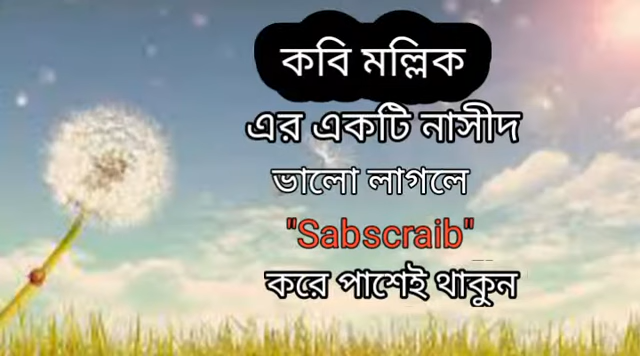 কবি মল্লিক
এর একটি নাসীদ
ভালো লাগলে
"Sabscraib"
করে পাশেই থাকুন